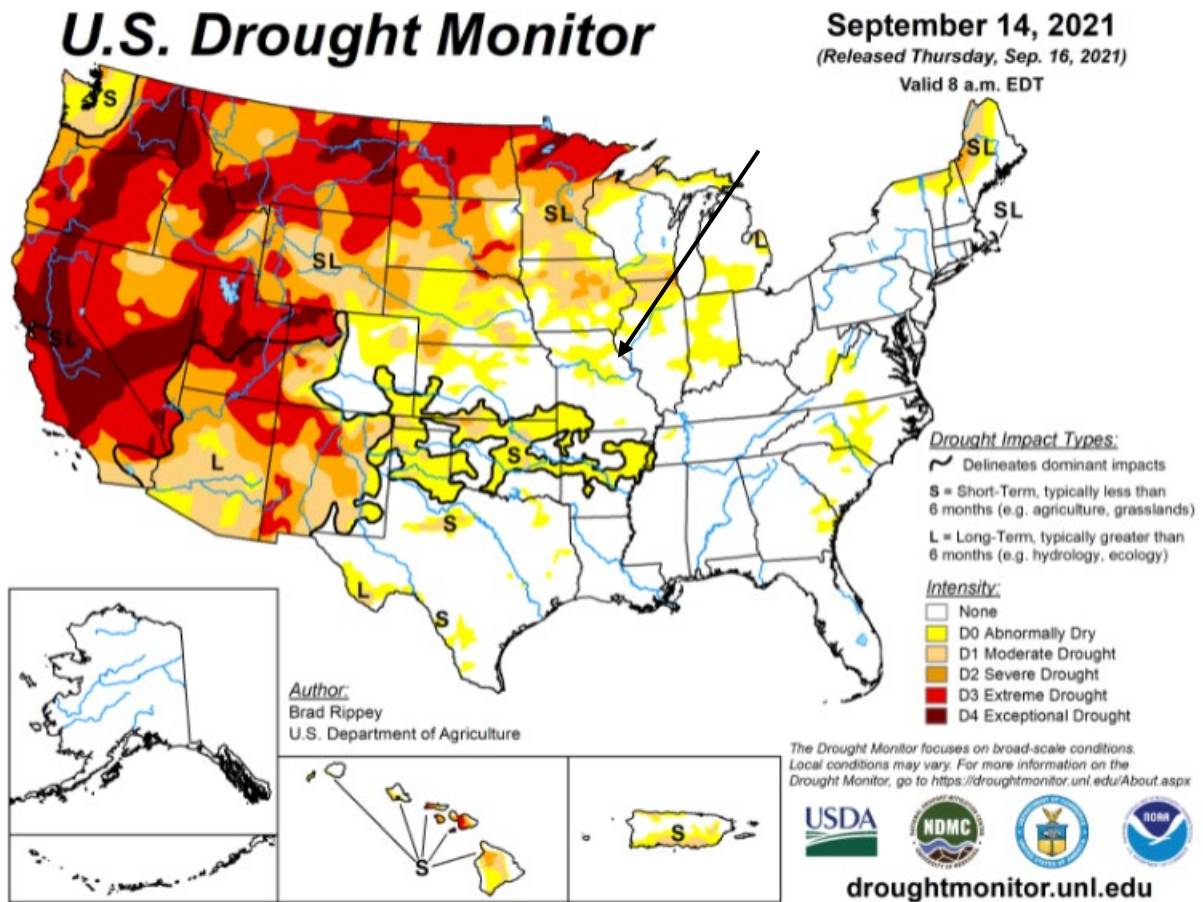 U.S. Drought Monitor
September 14, 2021
(Released Thursday, Sep. 16, 2021)
Valid 8 a.m. EDT
S
SL
SL
SL
L
SL
SL
L
S
S
L
S
Drought Impact Types:
Delineates dominant impacts
S = Short-Term, typically less than
6 months (e.g. agriculture, grasslands)
L = Long-Term, typically greater than
6 months (e.g. hydrology, ecology)
Intensity:
None
D0 Abnormally Dry
D1 Moderate Drought
D2 Severe Drought
D3 Extreme Drought
D4 Exceptional Drought
Author:
Brad Rippey
U.S. Department of Agriculture
S
S
The Drought Monitor focuses on broad-scale conditions.
Local conditions may vary. For more information on the
Drought Monitor, go to https://droughtmonitor.unl.edu/About.aspx
USDA
NDMC
NOAA
droughtmonitor.unl.edu